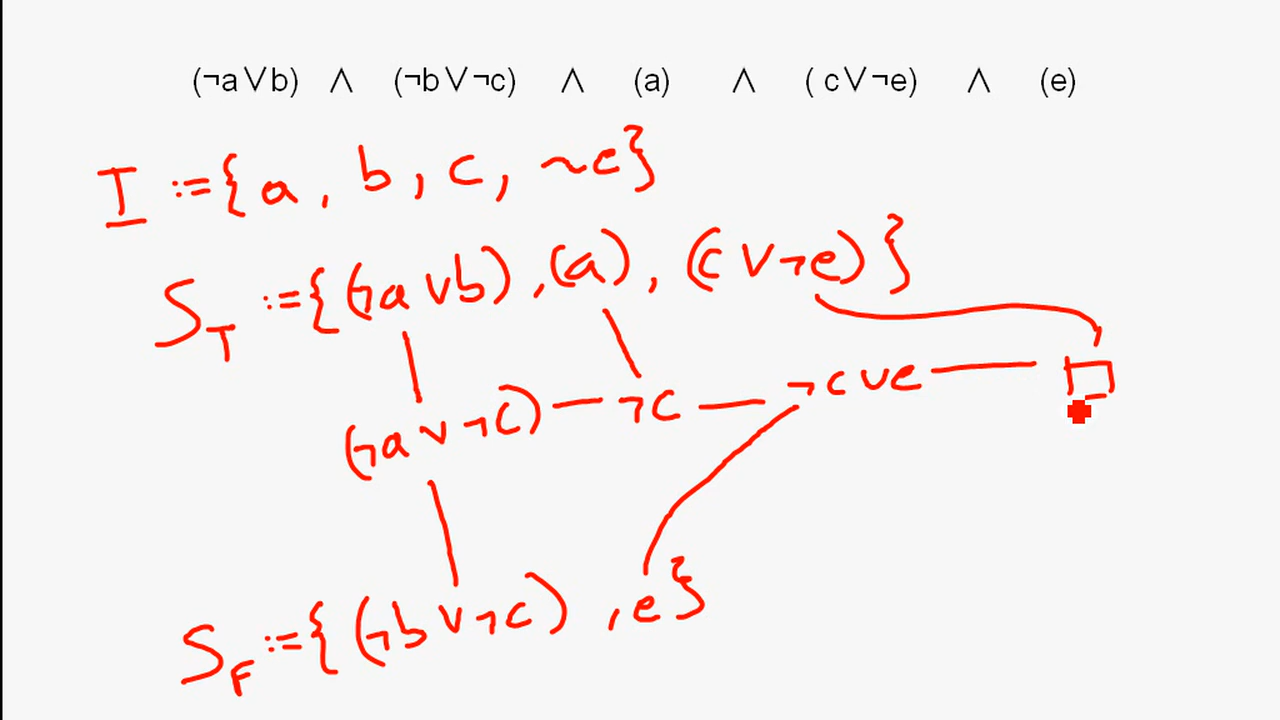 (¬a∨b) ∧ (¬b∨¬c) ∧ (a) ∧ ( c∨¬e) ∧ (e)
I :={a, b, c, ~e}
S_T :={(¬a∨b), (a), (c∨¬e)}
(¬a∨¬c) — ¬c — ¬c∨e — □
S_F :={(¬b∨¬c), e}